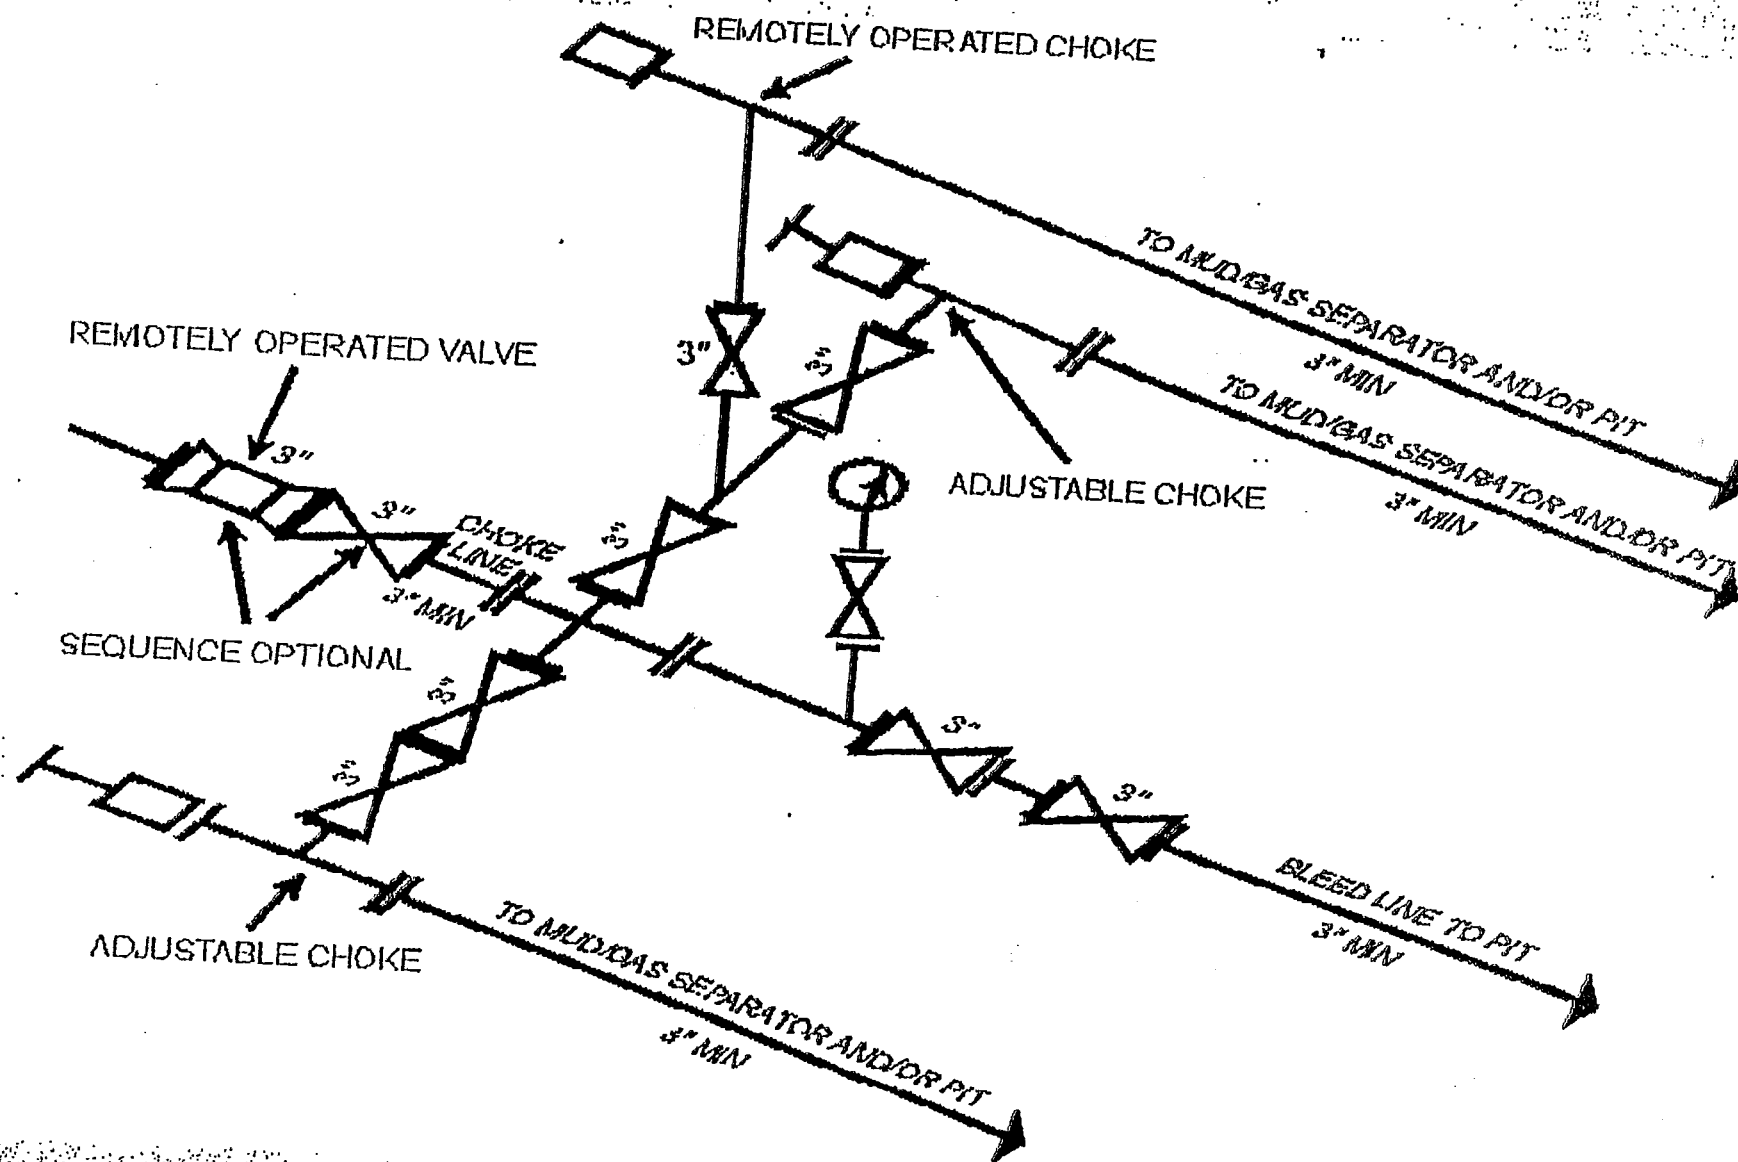 REMOTELY OPERATED CHOKE
TO MUD/GAS SEPARATOR AND/OR PIT
3" MIN
REMOTELY OPERATED VALVE
3"
3"
TO MUD/GAS SEPARATOR AND/OR PIT
3" MIN
3"
3"
CHOKE
LINE
3"
ADJUSTABLE CHOKE
3" MIN
SEQUENCE OPTIONAL
3"
3"
3"
3"
BLEED LINE TO PIT
3" MIN
ADJUSTABLE CHOKE
TO MUD/GAS SEPARATOR AND/OR PIT
3" MIN